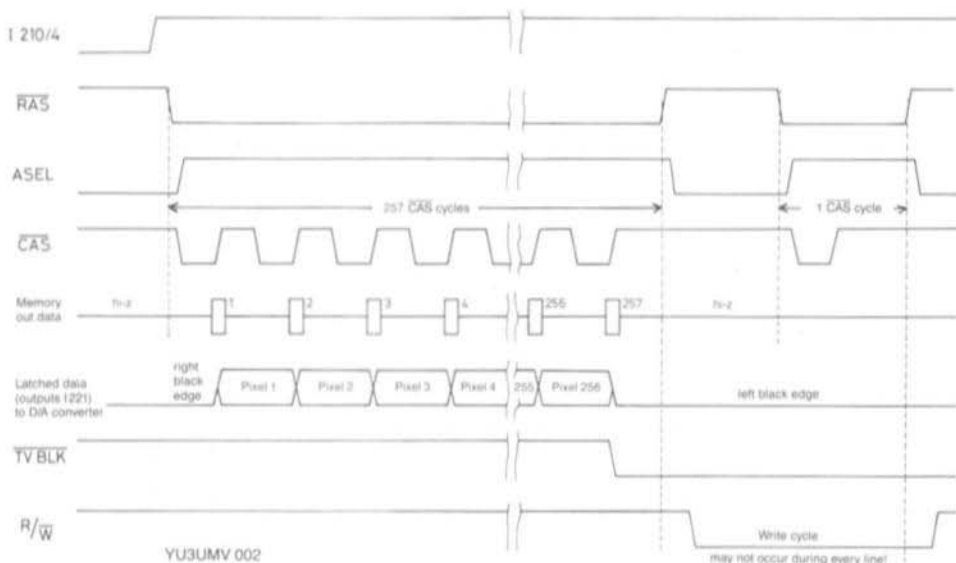 I 210/4
RAS
ASEL
257 CAS cycles
1 CAS cycle
CAS
Memory out data
hi-z
1
2
3
4
256
257
hi-z
Latched data
(outputs I221)
to D/A converter
right
black
edge
Pixel 1
Pixel 2
Pixel 3
Pixel 4
255
Pixel 256
left black edge
TV BLK
R/W
Write cycle
may not occur during every line!
YU3UMV 002